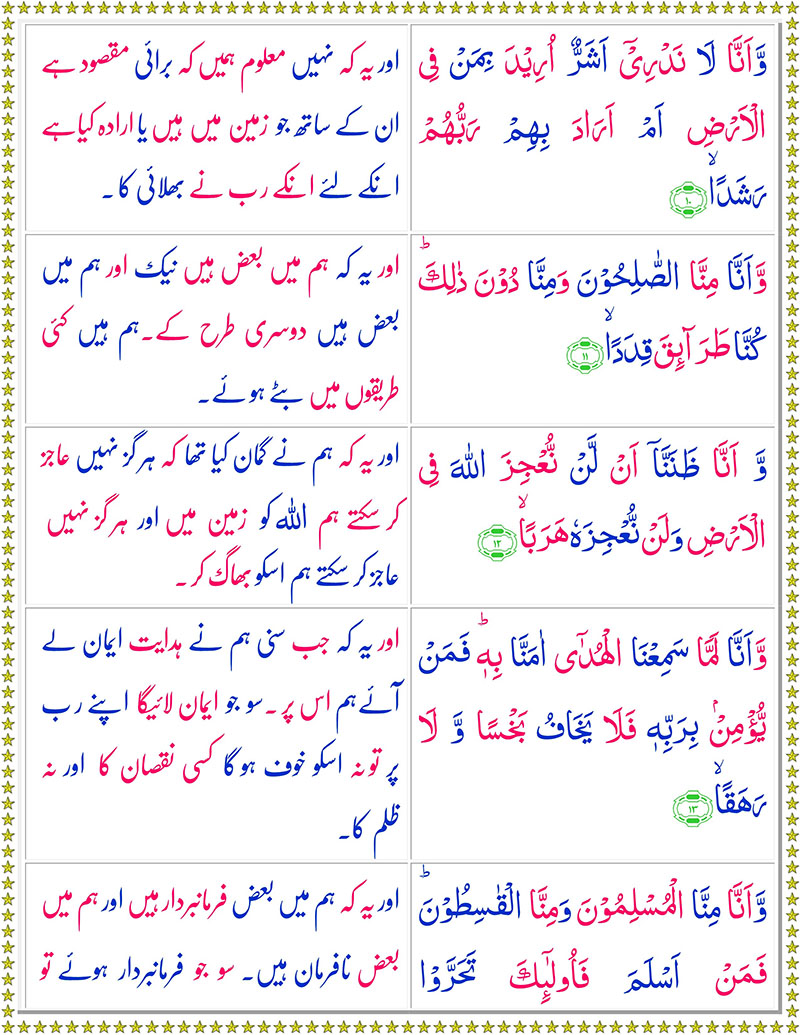 وَّاَنَّا لَا نَدْرِیْۤ اَشَرٌّ اُرِیْدَ بِمَنْ فِی
الْاَرْضِ اَمْ اَرَادَ بِهِمْ رَبُّهُمْ
رَشَدًاۙ ۱۰
اور یہ کہ نہیں معلوم ہمیں کہ برائی مقصود ہے
ان کے ساتھ جو زمین میں ہیں یا ارادہ کیا ہے
انکے لئے انکے رب نے بھلائی کا۔
وَّاَنَّا مِنَّا الصّٰلِحُوْنَ وَمِنَّا دُوْنَ ذٰلِكَؕ
كُنَّا طَرَآىِٕقَ قِدَدًاۙ ۱۱
اور یہ کہ ہم میں بعض ہیں نیک اور ہم میں
بعض ہیں دوسری طرح کے۔ ہم ہیں کئی
طریقوں میں بٹے ہوئے۔
وَّ اَنَّا ظَنَنَّاۤ اَنْ لَّنْ نُّعْجِزَ اللهَ فِی
الْاَرْضِ وَلَنْ نُّعْجِزَهٗ هَرَبًاۙ ۱۲
اور یہ کہ ہم نے گمان کیا تھا کہ ہرگز نہیں عاجز
کر سکتے ہم اللہ کو زمین میں اور ہرگز نہیں
عاجز کر سکتے ہم اسکو بھاگ کر۔
وَّاَنَّا لَمَّا سَمِعْنَا الْهُدٰۤی اٰمَنَّا بِهٖؕ فَمَنْ
یُّؤْمِنْۢ بِرَبِّهٖ فَلَا یَخَافُ بَخْسًا وَّ لَا
رَهَقًاۙ ۱۳
اور یہ کہ جب سنی ہم نے ہدایت ایمان لے
آئے ہم اس پر۔ سو جو ایمان لائیگا اپنے رب
پر تو نہ اسکو خوف ہوگا کسی نقصان کا اور نہ
ظلم کا۔
وَّاَنَّا مِنَّا الْمُسْلِمُوْنَ وَمِنَّا الْقٰسِطُوْنَؕ
فَمَنْ اَسْلَمَ فَاُولٰٓىِٕكَ تَحَرَّوْا
اور یہ کہ ہم میں بعض فرمانبردار ہیں اور ہم میں
بعض نافرمان ہیں۔ سو جو فرمانبردار ہوئے تو